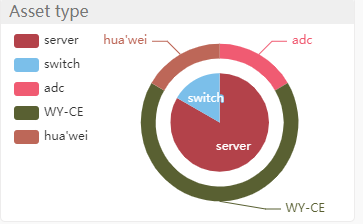 Asset type
server
switch
adc
WY-CE
hua'wei
hua'wei
adc
switch
server
WY-CE